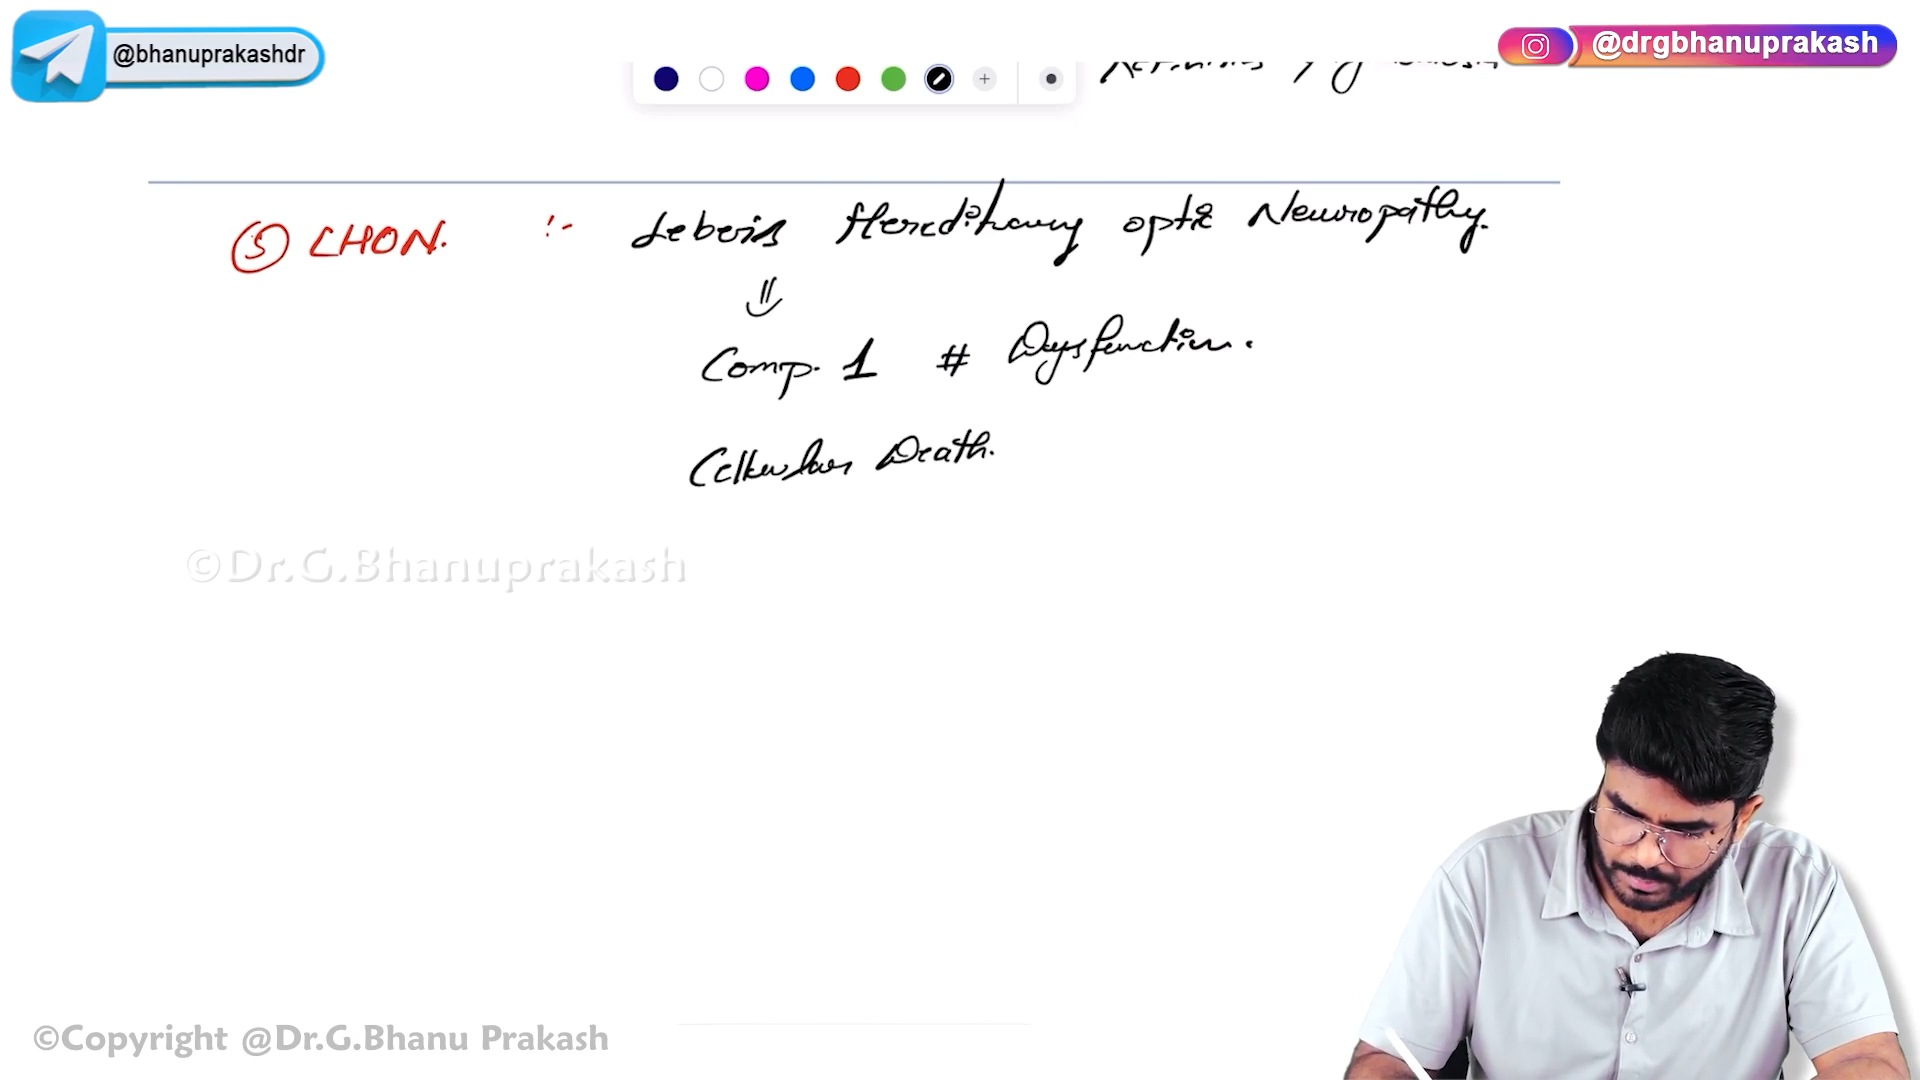 @bhanuprakashdr
@drgbhanuprakash
5 LHON. :- Lebers Hereditary optic Neuropathy.
Comp. 1 # Dysfunction.
Cellular Death.
©Dr.G.Bhanuprakash
©Copyright @Dr.G.Bhanu Prakash